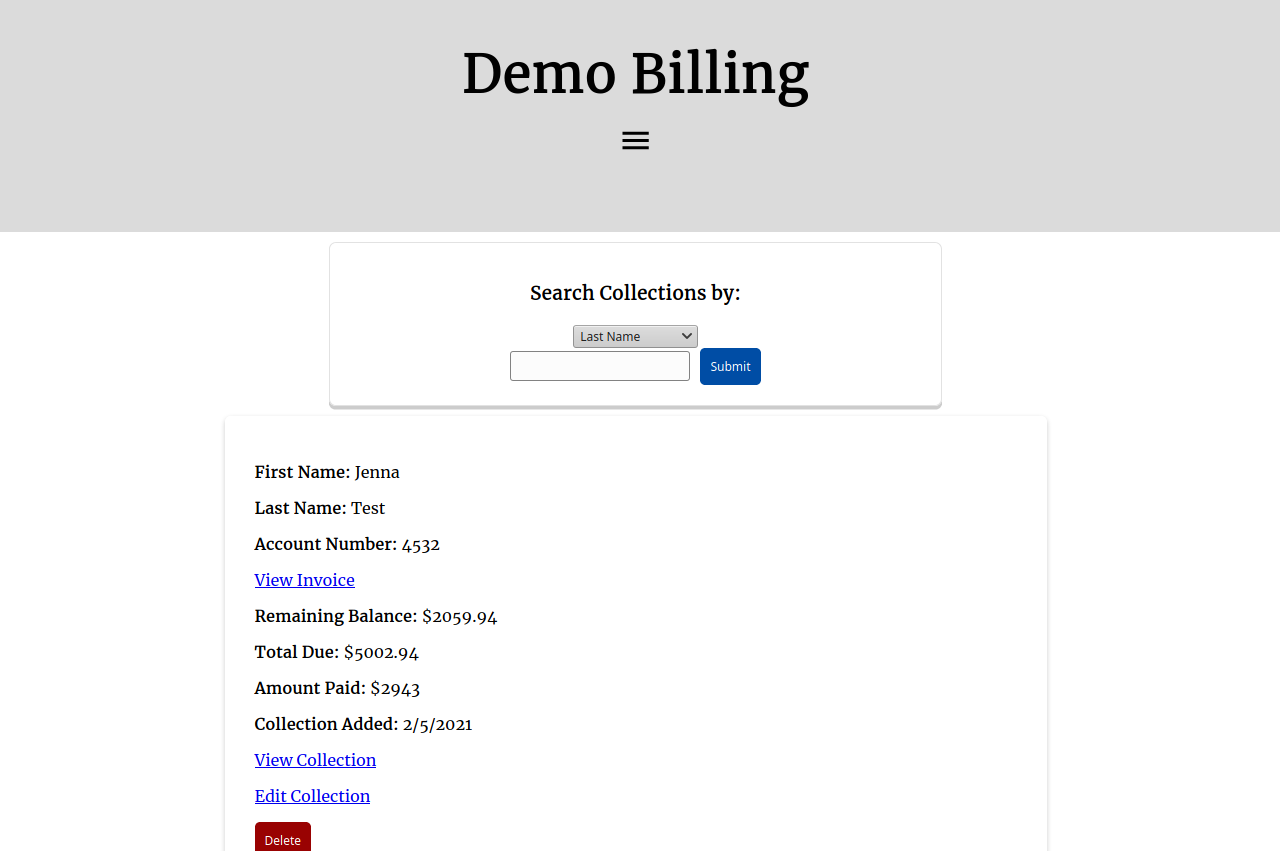 Demo Billing
Search Collections by:
Last Name
Submit
First Name: Jenna
Last Name: Test
Account Number: 4532
View Invoice
Remaining Balance: $2059.94
Total Due: $5002.94
Amount Paid: $2943
Collection Added: 2/5/2021
View Collection
Edit Collection
Delete